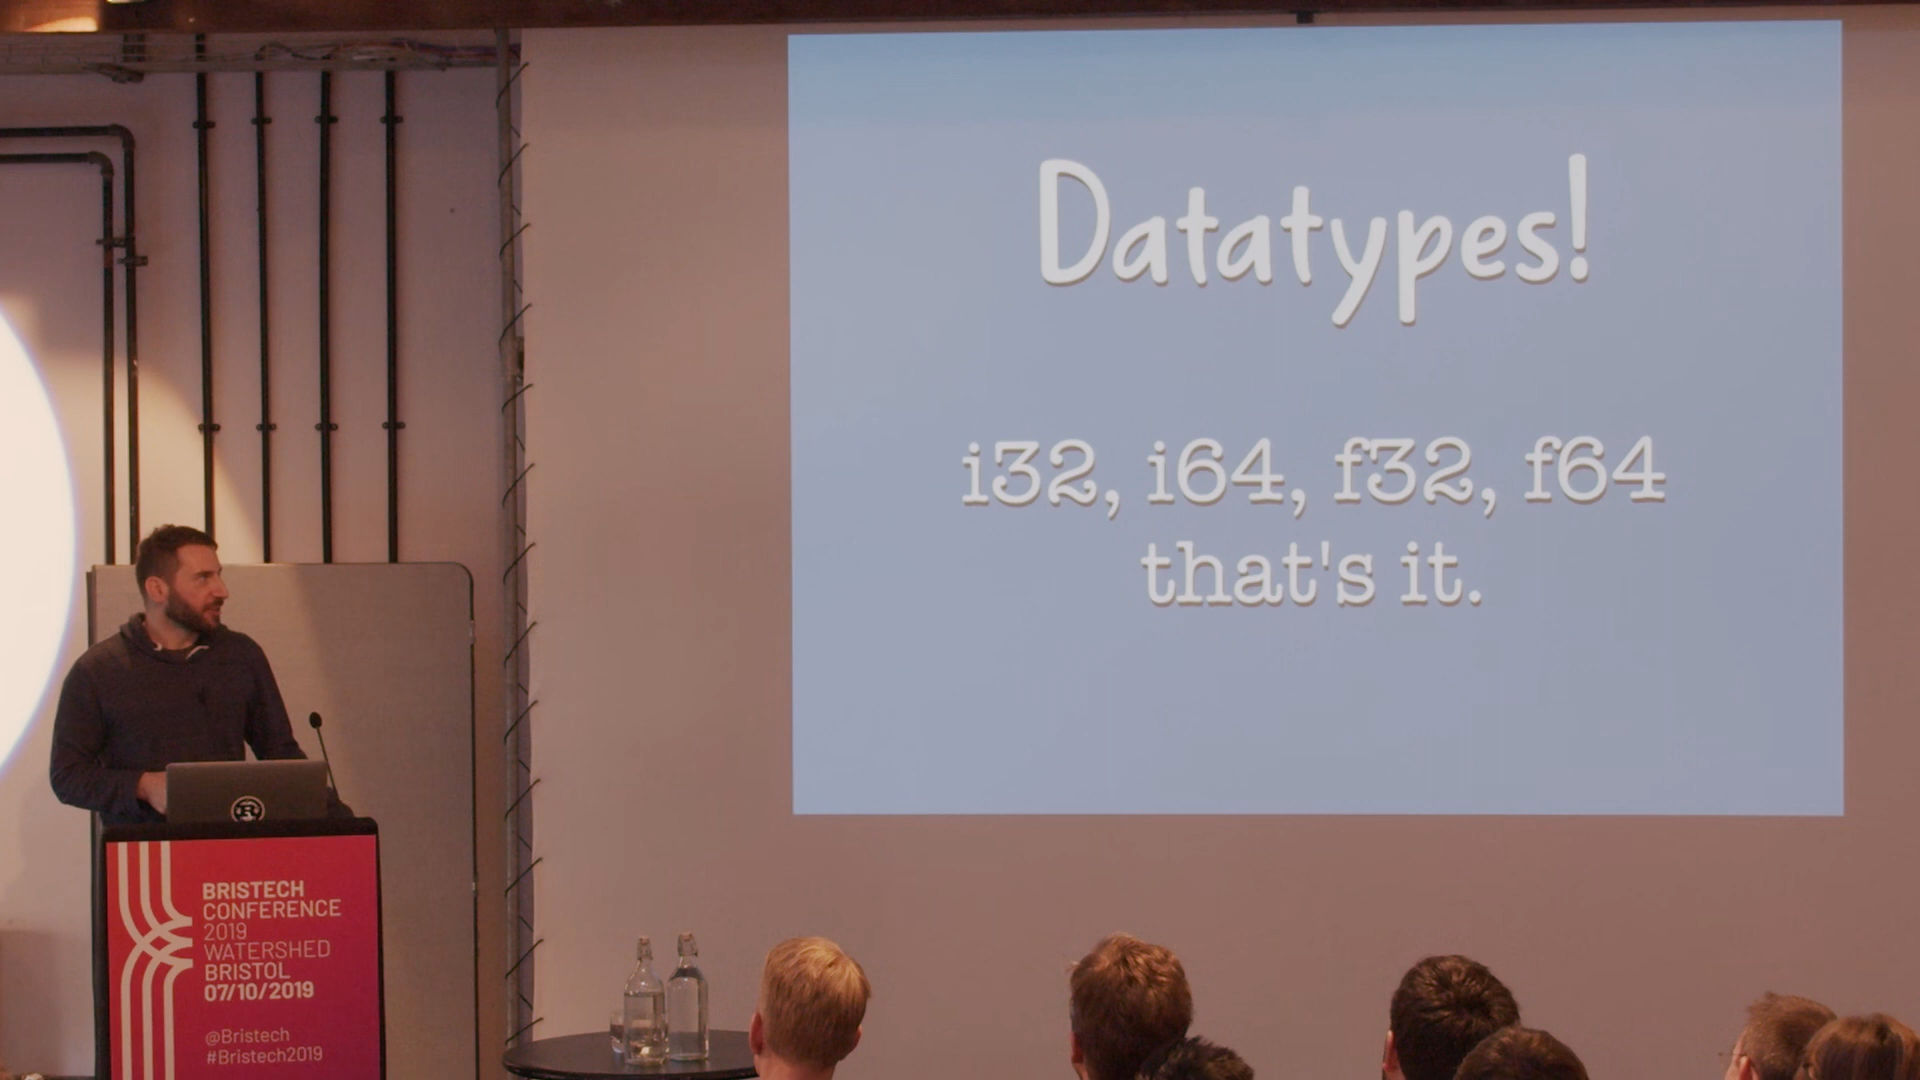 Datatypes!
i32, i64, f32, f64
that's it.
R
BRISTECH
CONFERENCE
2019
WATERSHED
BRISTOL
07/10/2019
@Bristech
#Bristech2019